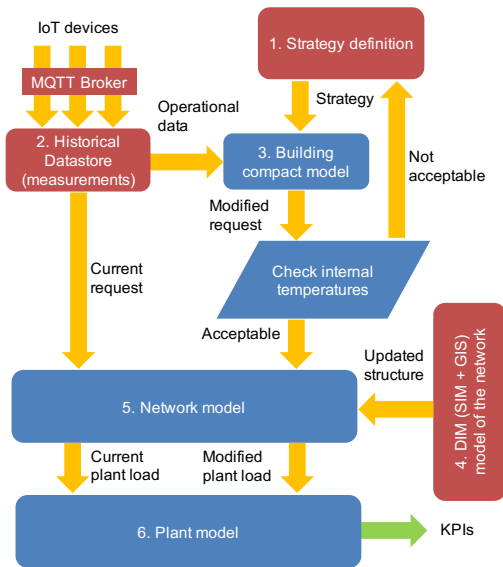 IoT devices
MQTT Broker
1. Strategy definition
Operational
data
Strategy
2. Historical
Datastore
(measurements)
3. Building
compact model
Not
acceptable
Modified
request
Current
request
Check internal
temperatures
Acceptable
Updated
structure
4. DIM (SIM + GIS)
model of the network
5. Network model
Current
plant load
Modified
plant load
6. Plant model
KPIs